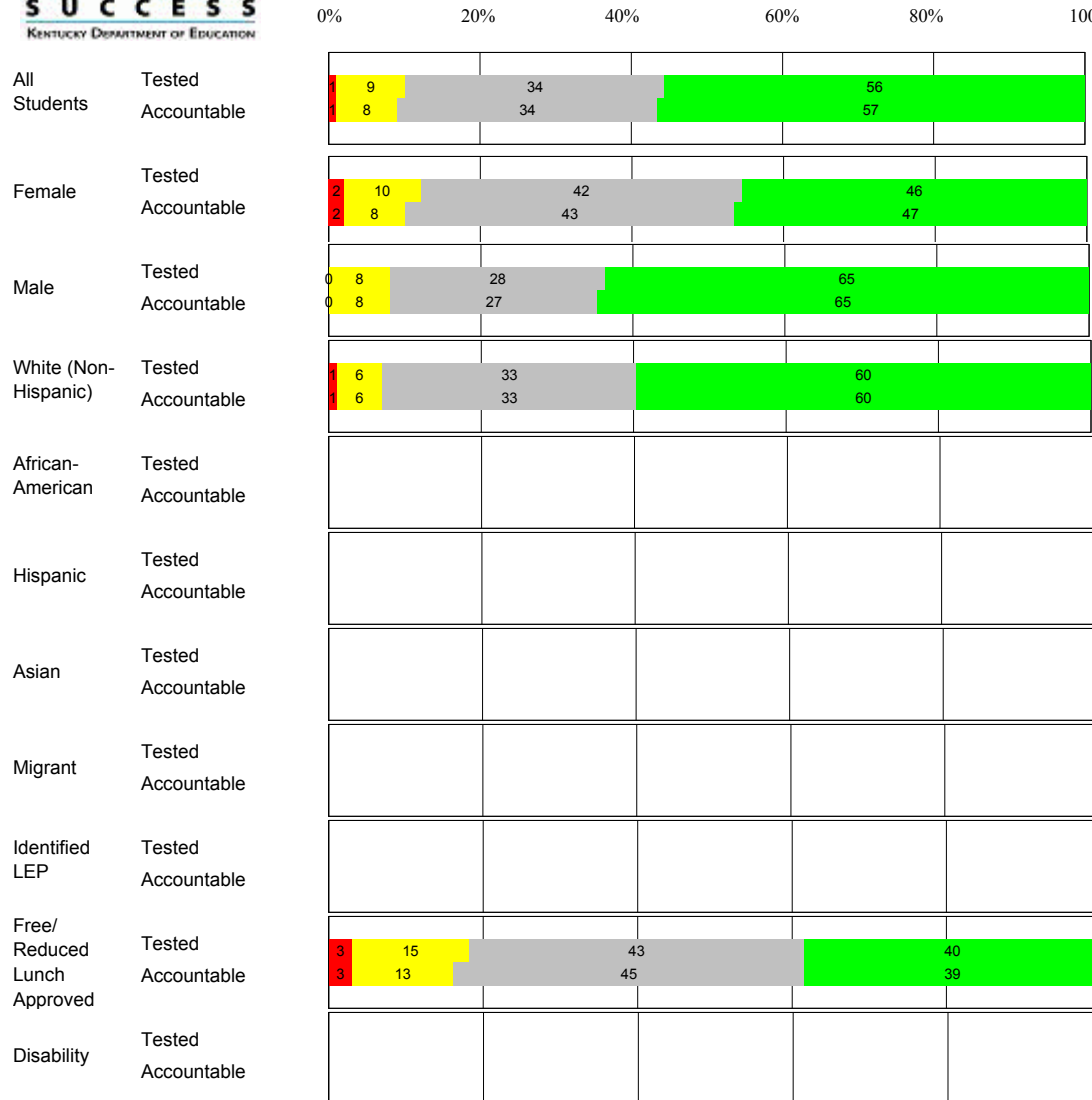 SUCCESS
KENTUCKY DEPARTMENT OF EDUCATION
0% 20% 40% 60% 80% 100
All
Students
Tested
1 9 34 56
Accountable
1 8 34 57
Female
Tested
2 10 42 46
Accountable
2 8 43 47
Male
Tested
0 8 28 65
Accountable
0 8 27 65
White (Non-
Hispanic)
Tested
1 6 33 60
Accountable
1 6 33 60
African-
American
Tested
Accountable
Hispanic
Tested
Accountable
Asian
Tested
Accountable
Migrant
Tested
Accountable
Identified
LEP
Tested
Accountable
Free/
Reduced
Lunch
Approved
Tested
3 15 43 40
Accountable
3 13 45 39
Disability
Tested
Accountable